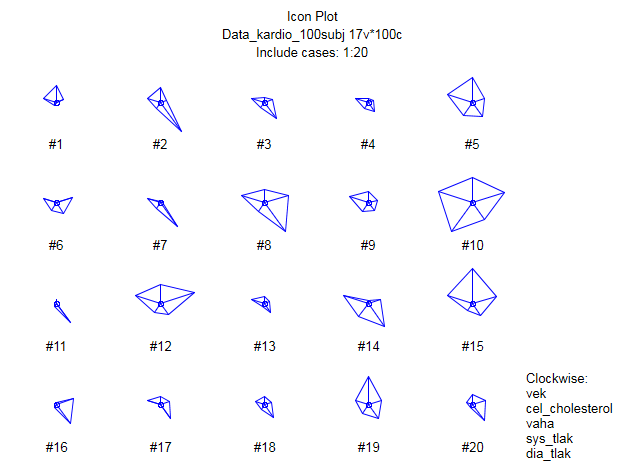 Icon Plot
Data_kardio_100subj 17v*100c
Include cases: 1:20
#1 #2 #3 #4 #5
#6 #7 #8 #9 #10
#11 #12 #13 #14 #15
#16 #17 #18 #19 #20
Clockwise:
vek
cel_cholesterol
vaha
sys_tlak
dia_tlak